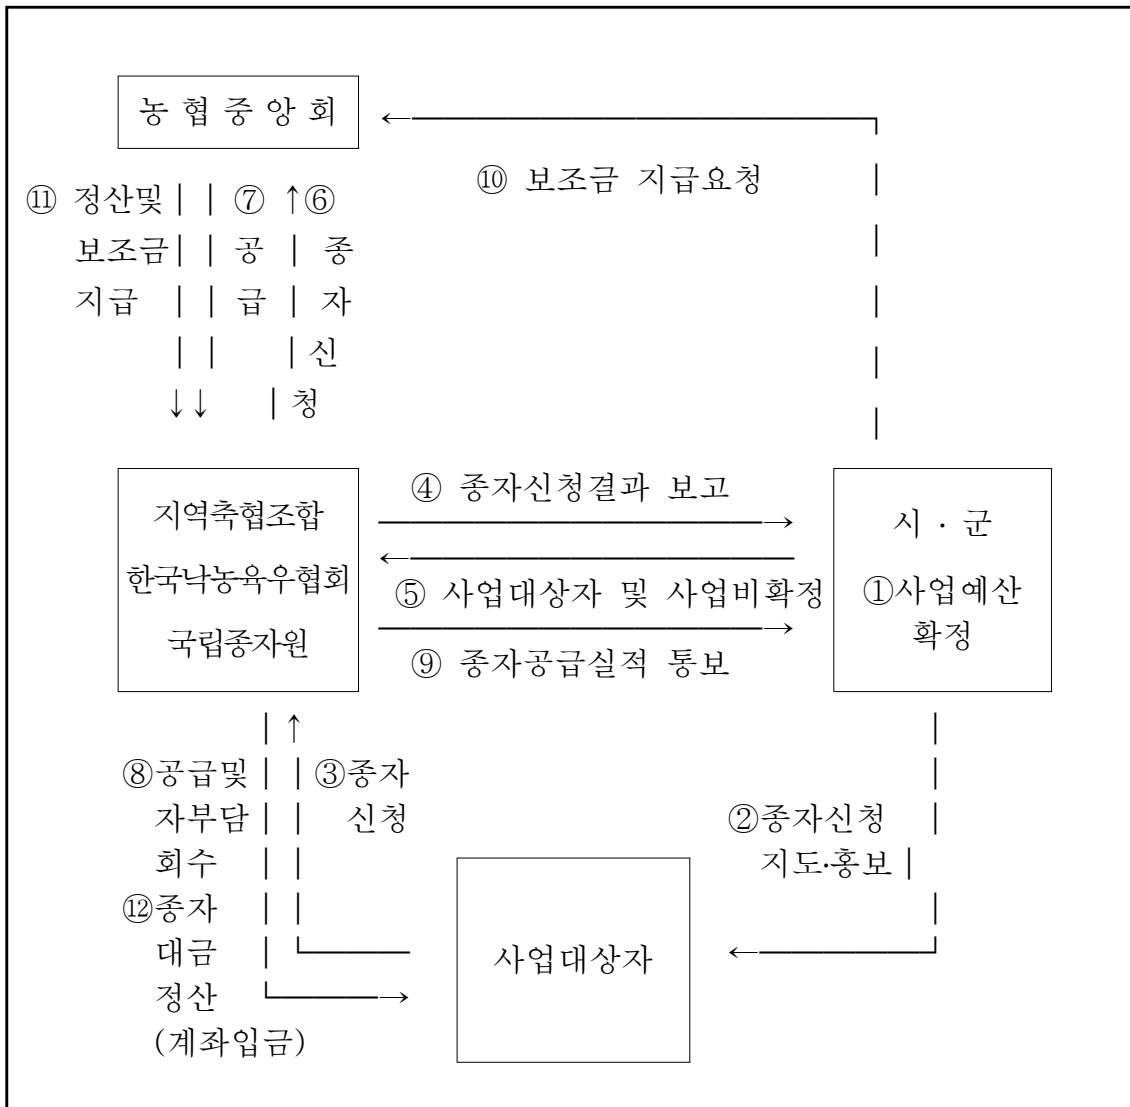 농 협 중 앙 회
⑩ 보조금 지급요청
⑪ 정산및
보조금
지급
⑦
공
급
⑥
종
자
신
청
지역축협조합
한국낙농육우협회
국립종자원
④ 종자신청결과 보고
⑤ 사업대상자 및 사업비확정
⑨ 종자공급실적 통보
시 · 군
①사업예산
확정
⑧공급및
자부담
회수
⑫종자
대금
정산
(계좌입금)
③종자
신청
②종자신청
지도·홍보
사업대상자